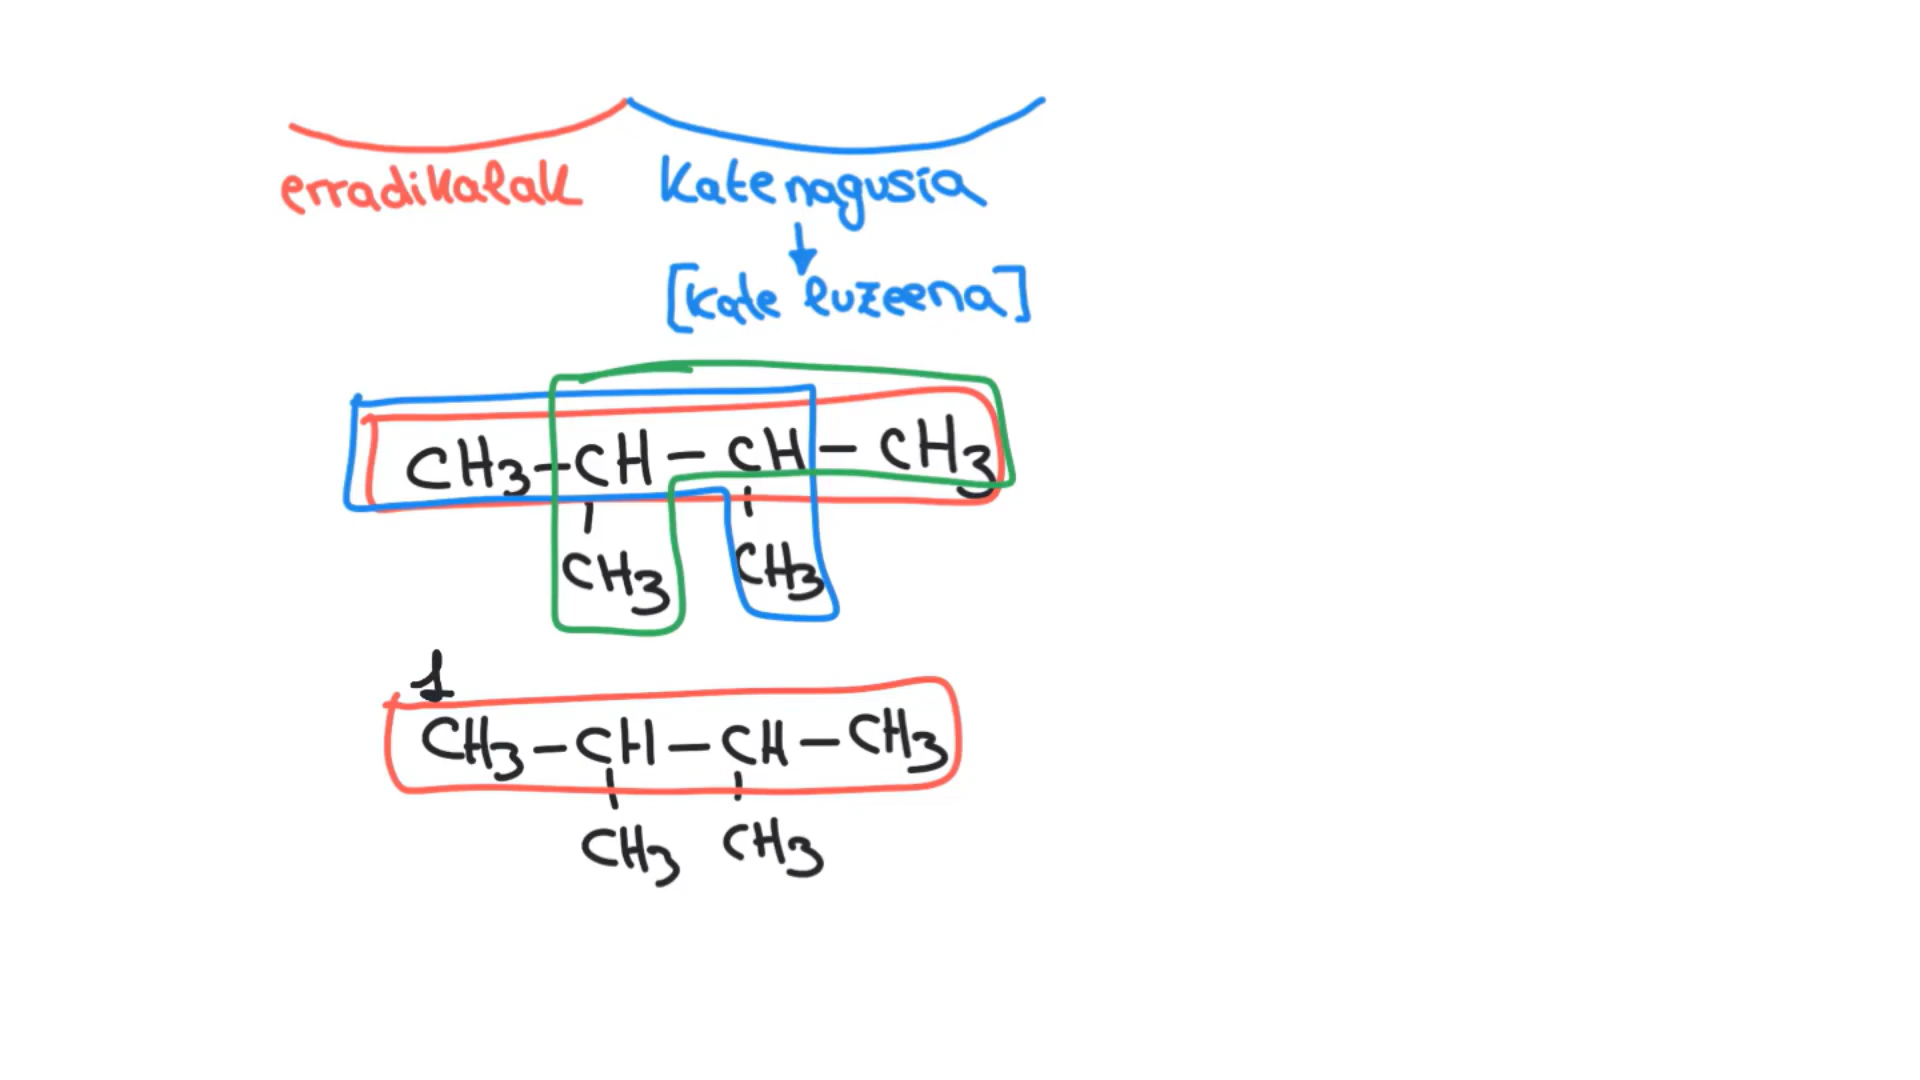 erradikalak Kate nagusia
[Kate luzeena]
CH3-CH-CH-CH3
CH3 CH3
1
CH3-CH-CH-CH3
CH3 CH3